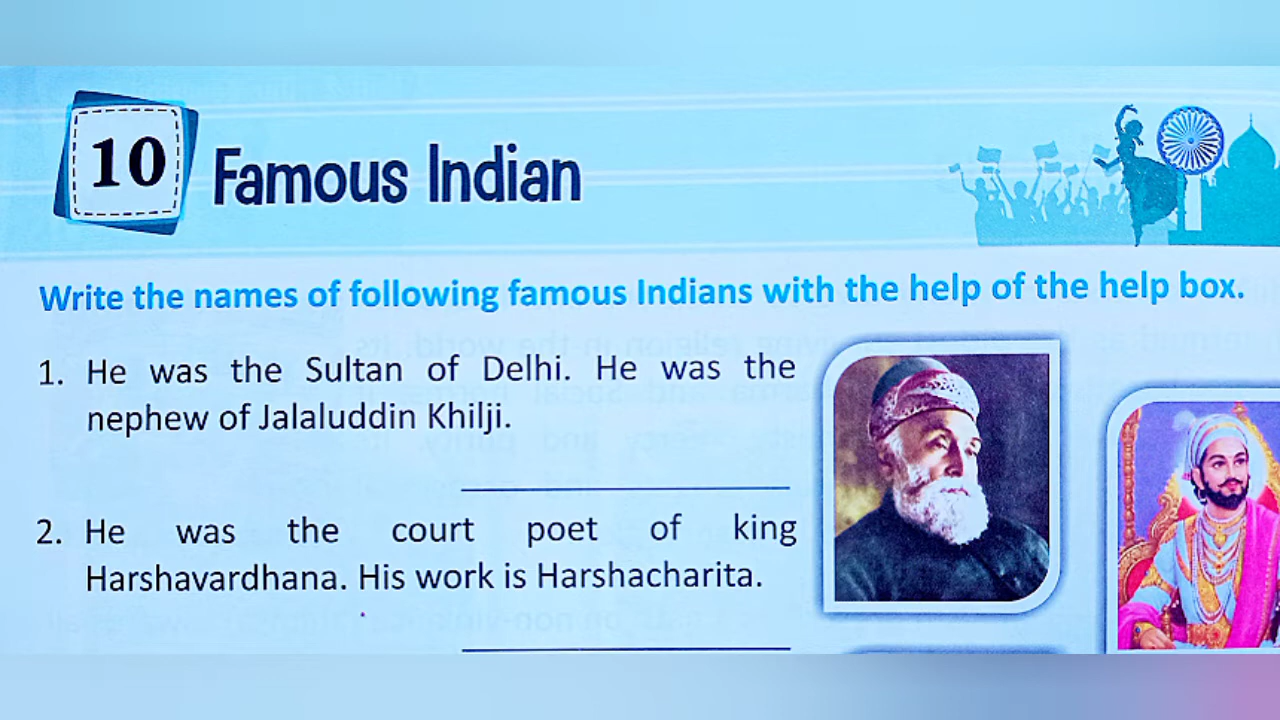 10
Famous Indian
Write the names of following famous Indians with the help of the help box.
1. He was the Sultan of Delhi. He was the
nephew of Jalaluddin Khilji.
2. He was the court poet of king
Harshavardhana. His work is Harshacharita.